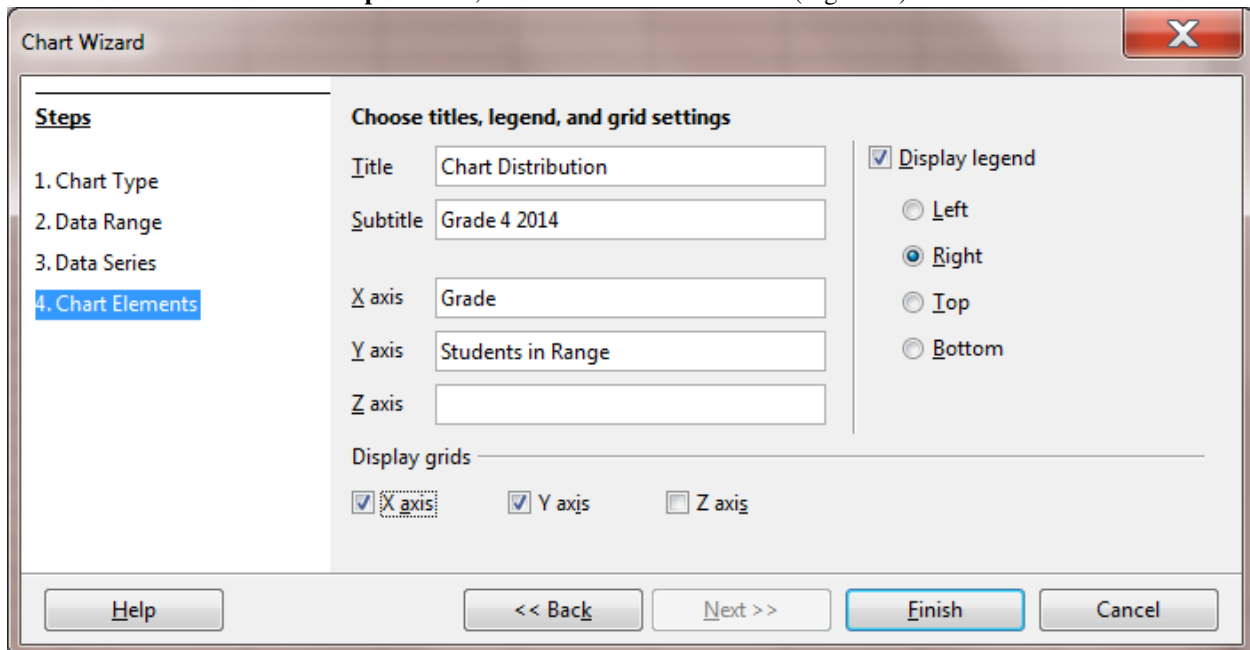 Chart Wizard
Steps
1. Chart Type
2. Data Range
3. Data Series
4. Chart Elements
Choose titles, legend, and grid settings
Title Chart Distribution
Subtitle Grade 4 2014
X axis Grade
Y axis Students in Range
Z axis
Display legend
Left
Right
Top
Bottom
Display grids
X axis Y axis Z axis
Help << Back Next >> Finish Cancel